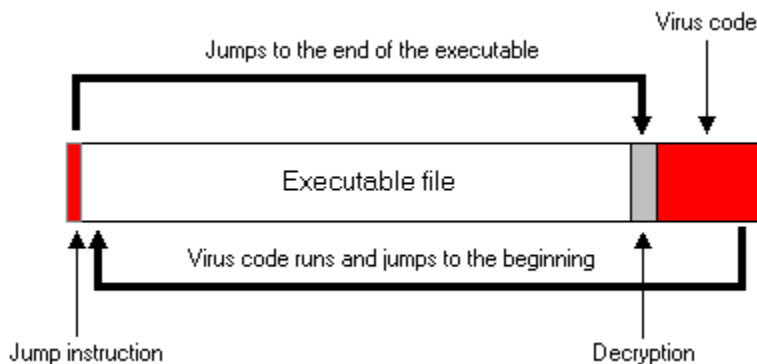 Virus code
Jumps to the end of the executable
Executable file
Virus code runs and jumps to the beginning
Jump instruction
Decryption